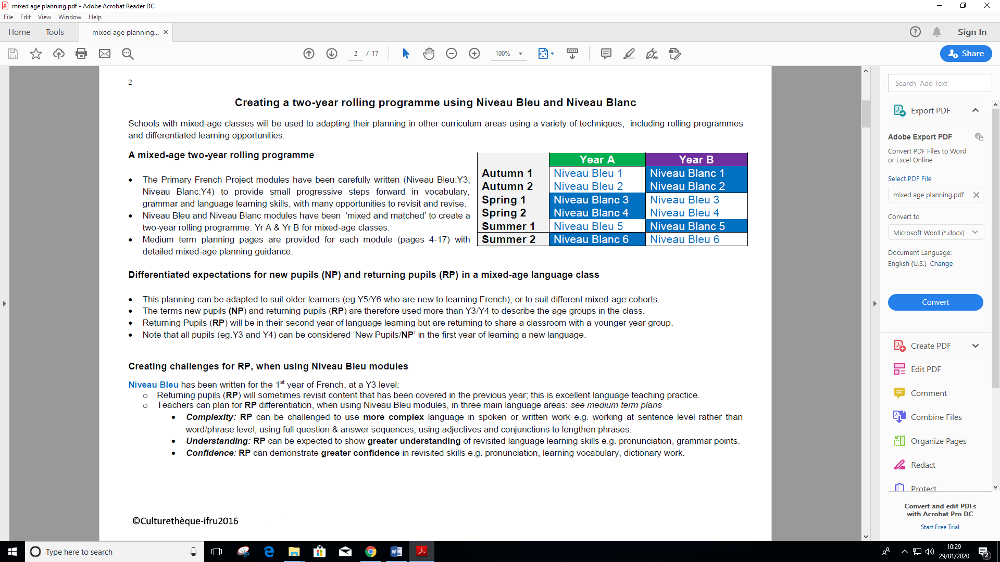 mixed age planning.pdf - Adobe Acrobat Reader DC
File Edit View Window Help
Home Tools mixed age planning... × Sign In
2 / 17 100% Share
2
Creating a two-year rolling programme using Niveau Bleu and Niveau Blanc
Schools with mixed-age classes will be used to adapting their planning in other curriculum areas using a variety of techniques, including rolling programmes
and differentiated learning opportunities.
A mixed-age two-year rolling programme
• The Primary French Project modules have been carefully written (Niveau Bleu:Y3;
Niveau Blanc:Y4) to provide small progressive steps forward in vocabulary,
grammar and language learning skills, with many opportunities to revisit and revise.
• Niveau Bleu and Niveau Blanc modules have been ‘mixed and matched’ to create a
two-year rolling programme: Yr A & Yr B for mixed-age classes.
• Medium term planning pages are provided for each module (pages 4-17) with
detailed mixed-age planning guidance.
Year A Year B
Autumn 1 Niveau Bleu 1 Niveau Blanc 1
Autumn 2 Niveau Bleu 2 Niveau Blanc 2
Spring 1 Niveau Blanc 3 Niveau Bleu 3
Spring 2 Niveau Blanc 4 Niveau Bleu 4
Summer 1 Niveau Bleu 5 Niveau Blanc 5
Summer 2 Niveau Blanc 6 Niveau Bleu 6
Differentiated expectations for new pupils (NP) and returning pupils (RP) in a mixed-age language class
• This planning can be adapted to suit older learners (eg Y5/Y6 who are new to learning French), or to suit different mixed-age cohorts.
• The terms new pupils (NP) and returning pupils (RP) are therefore used more than Y3/Y4 to describe the age groups in the class.
• Returning Pupils (RP) will be in their second year of language learning but are returning to share a classroom with a younger year group.
• Note that all pupils (eg.Y3 and Y4) can be considered ‘New Pupils/NP’ in the first year of learning a new language.
Creating challenges for RP, when using Niveau Bleu modules
Niveau Bleu has been written for the 1st year of French, at a Y3 level:
o Returning pupils (RP) will sometimes revisit content that has been covered in the previous year; this is excellent language teaching practice.
o Teachers can plan for RP differentiation, when using Niveau Bleu modules, in three main language areas: see medium term plans
• Complexity: RP can be challenged to use more complex language in spoken or written work e.g. working at sentence level rather than
word/phrase level; using full question & answer sequences; using adjectives and conjunctions to lengthen phrases.
• Understanding: RP can be expected to show greater understanding of revisited language learning skills e.g. pronunciation, grammar points.
• Confidence: RP can demonstrate greater confidence in revisited skills e.g. pronunciation, learning vocabulary, dictionary work.
©Culturethèque-ifru2016
Search 'Add Text'
Export PDF
Adobe Export PDF
Convert PDF Files to Word
or Excel Online
Select PDF File
mixed age planning.pdf
Convert to
Microsoft Word (*.docx)
Document Language:
English (U.S.) Change
Convert
Create PDF
Edit PDF
Comment
Combine Files
Organize Pages
Redact
Protect
Convert and edit PDFs
with Acrobat Pro DC
Start Free Trial
Type here to search
10:29
29/01/2020
2